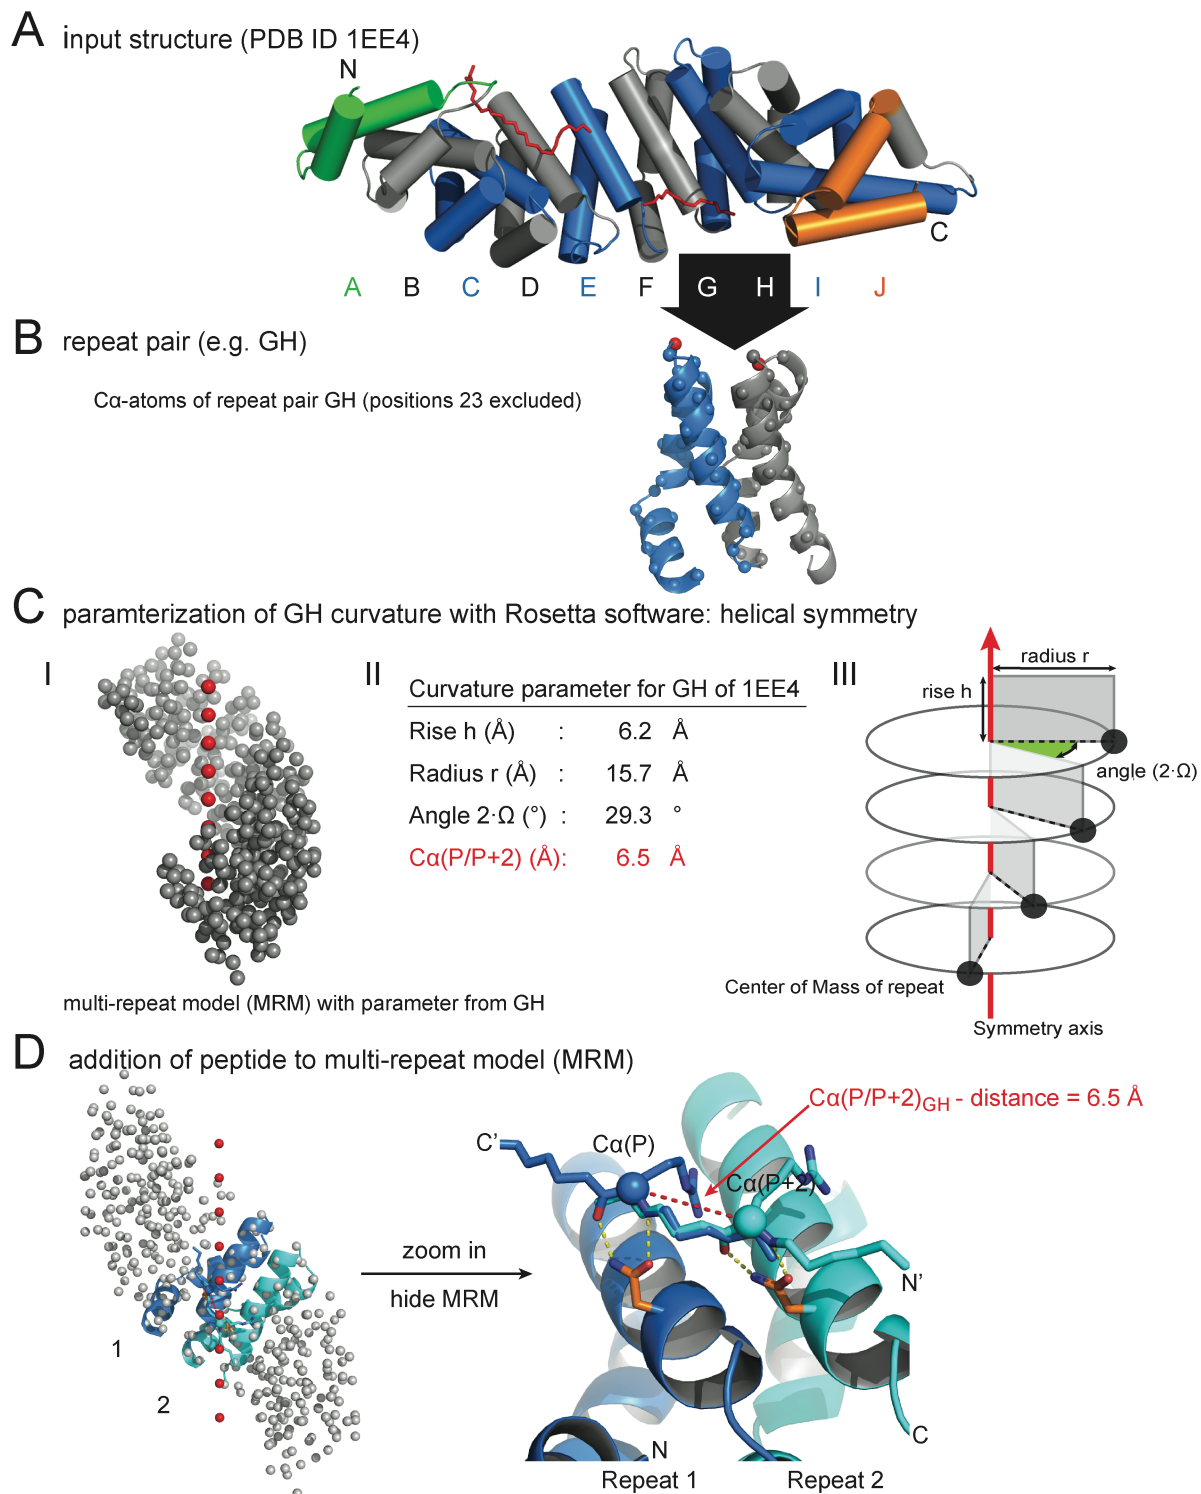 A input structure (PDB ID 1EE4)
N
C
A B C D E F G H I J
B repeat pair (e.g. GH)
Cα-atoms of repeat pair GH (positions 23 excluded)
C paramterization of GH curvature with Rosetta software: helical symmetry
I
II
III
Curvature parameter for GH of 1EE4
Rise h (Å) : 6.2 Å
Radius r (Å) : 15.7 Å
Angle 2·Ω (°) : 29.3 °
Cα(P/P+2) (Å): 6.5 Å
radius r
rise h
angle (2·Ω)
Center of Mass of repeat
Symmetry axis
multi-repeat model (MRM) with parameter from GH
D addition of peptide to multi-repeat model (MRM)
1
2
zoom in
hide MRM
Cα(P/P+2)GH - distance = 6.5 Å
C'
Cα(P)
Cα(P+2)
N'
N
C
Repeat 1
Repeat 2